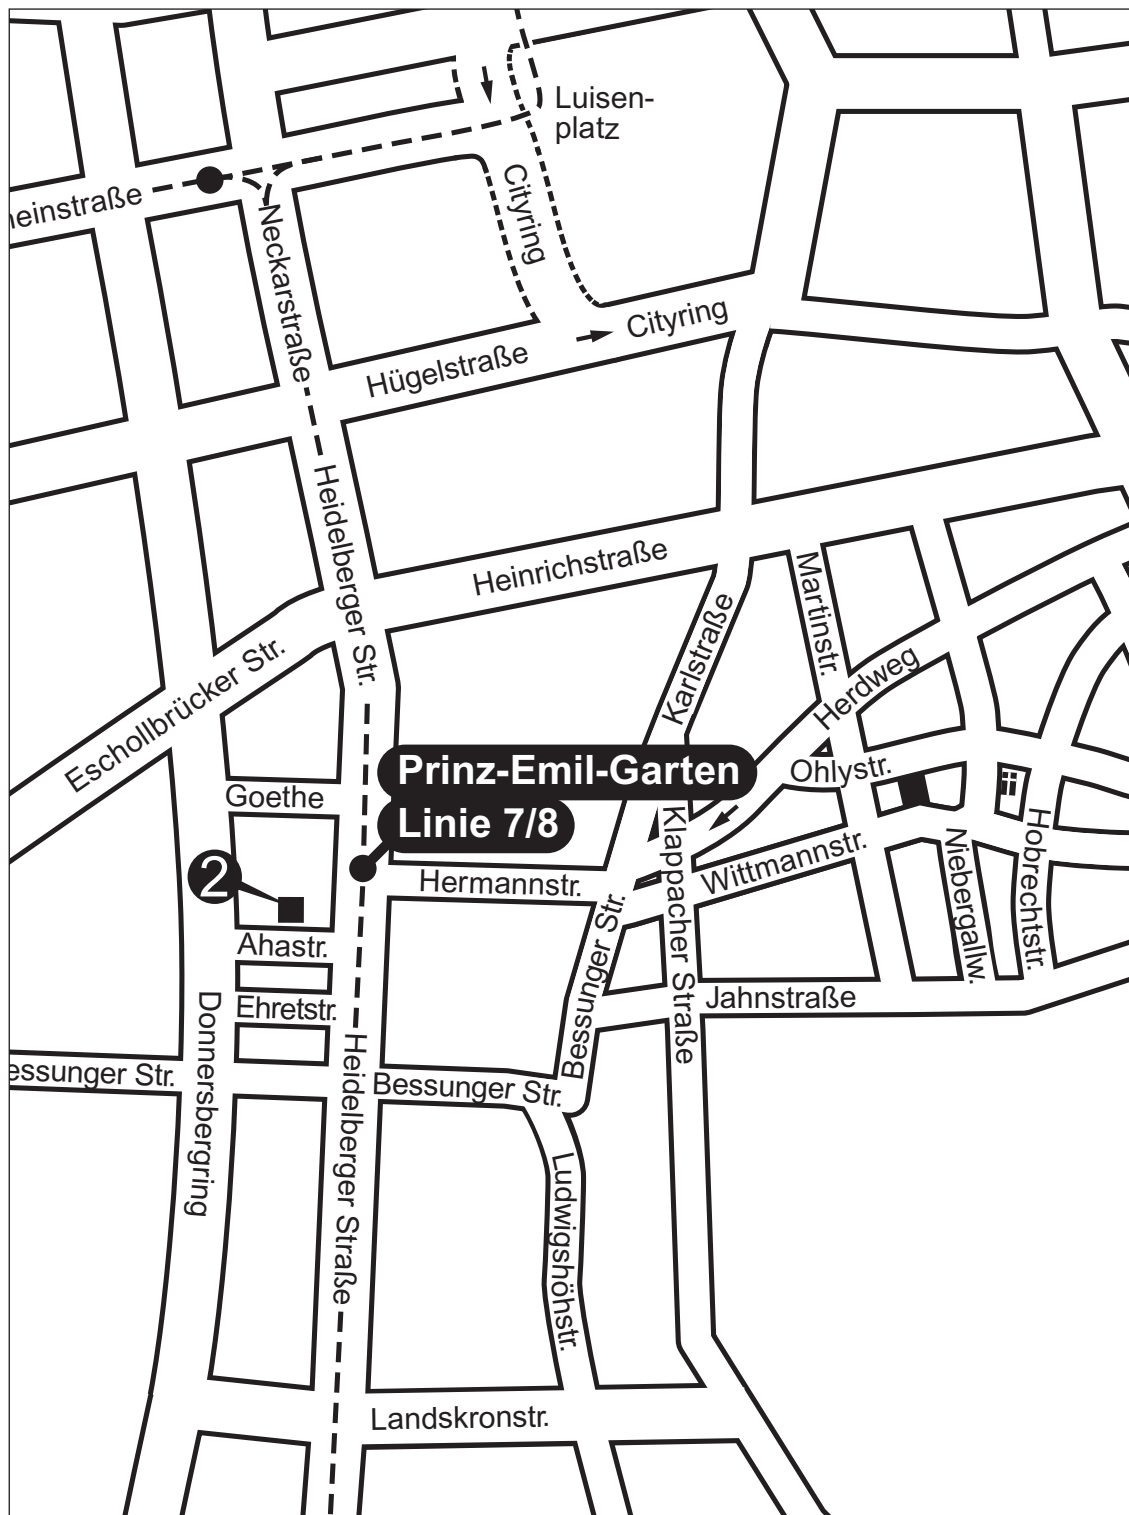 Luisen-
platz
heinstraße
Cityring
Neckarstraße
Cityring
Hügelstraße
Heidelberger Str.
Heinrichstraße
Martinstr.
Karlstraße
Eschollbrücker Str.
Herdweg
Prinz-Emil-Garten
Ohlystr.
Goethe
Linie 7/8
Klappacher Straße
Hobrechtstr.
Niebergallw.
Wittmannstr.
2
Hermannstr.
Bessunger Str.
Ahastr.
Ehretstr.
Jahnstraße
Donnersbergring
Heidelberger Straße
essunger Str.
Bessunger Str.
Ludwigshöhstr.
Landskronstr.